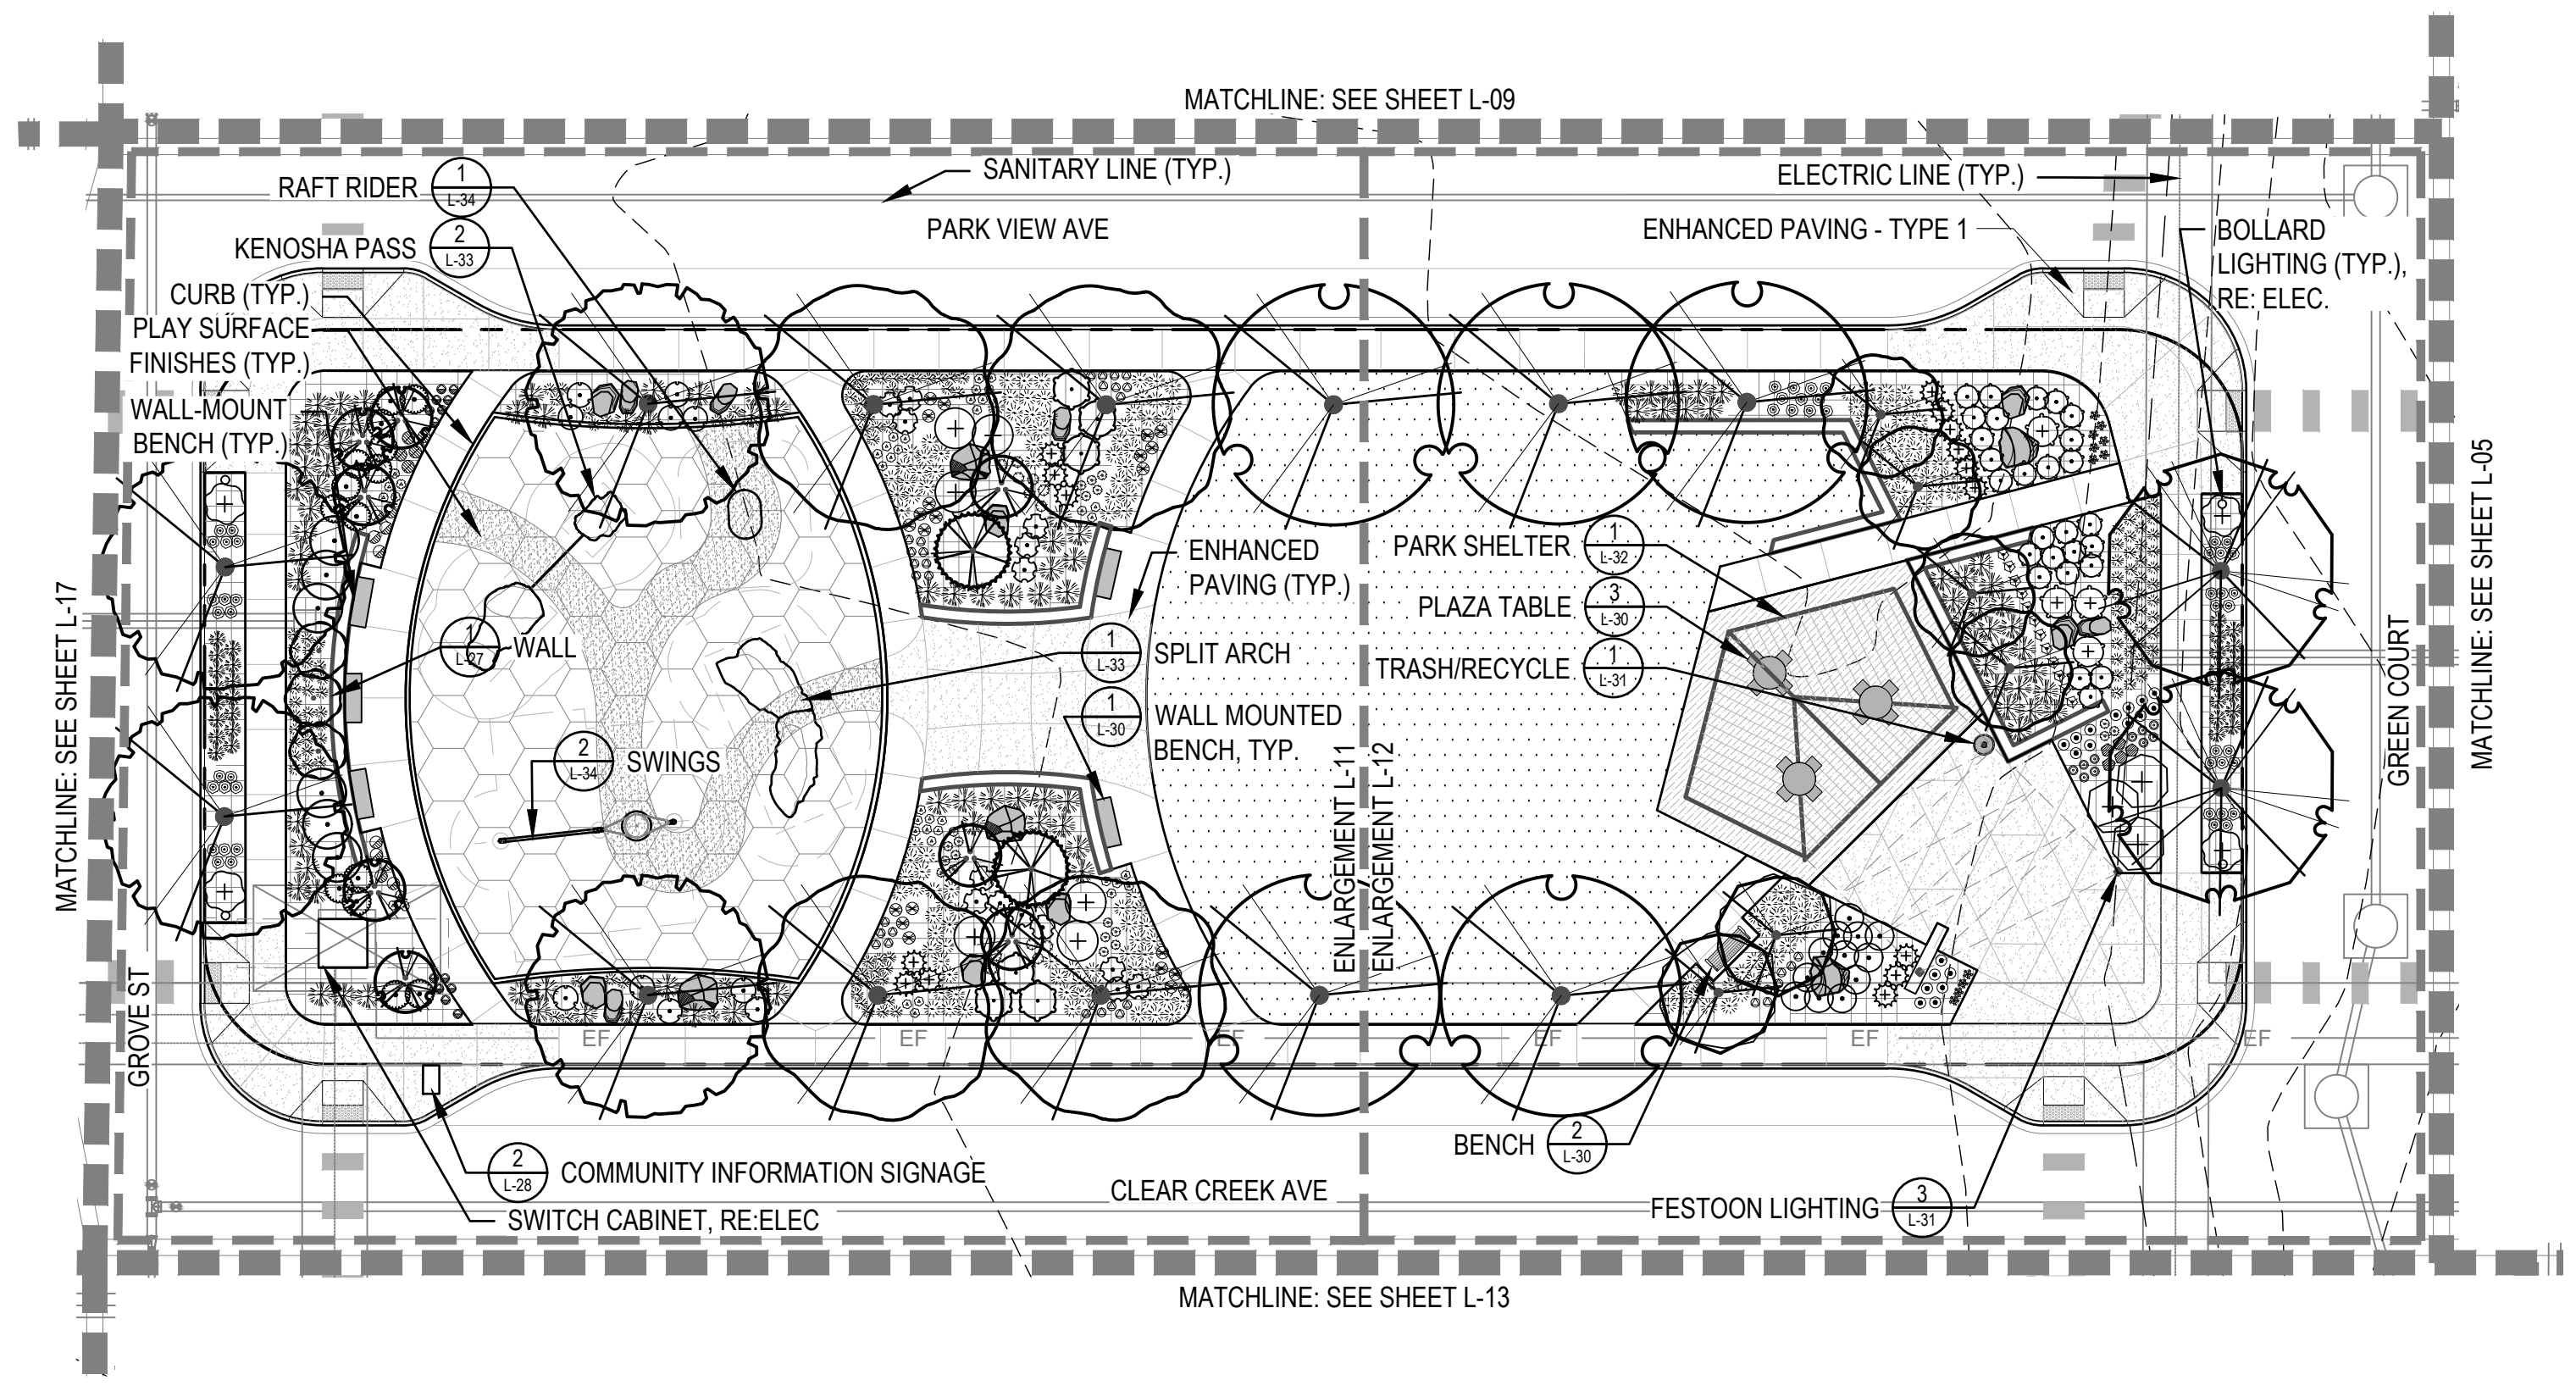 MATCHLINE: SEE SHEET L-09
RAFT RIDER
1
L-34
SANITARY LINE (TYP.)
ELECTRIC LINE (TYP.)
KENOSHA PASS
2
L-33
PARK VIEW AVE
ENHANCED PAVING - TYPE 1
BOLLARD
LIGHTING (TYP.),
RE: ELEC.
CURB (TYP.)
PLAY SURFACE
FINISHES (TYP.)
WALL-MOUNT
BENCH (TYP.)
ENHANCED
PAVING (TYP.)
PARK SHELTER
1
L-32
PLAZA TABLE
3
L-30
TRASH/RECYCLE
1
L-31
1
L-27
WALL
1
L-33
SPLIT ARCH
1
L-30
WALL MOUNTED
BENCH, TYP.
2
L-34
SWINGS
MATCHLINE: SEE SHEET L-17
GROVE ST
ENLARGEMENT L-11
ENLARGEMENT L-12
GREEN COURT
MATCHLINE: SEE SHEET L-05
EF
EF
EF
EF
EF
EF
2
L-28
COMMUNITY INFORMATION SIGNAGE
SWITCH CABINET, RE:ELEC
CLEAR CREEK AVE
BENCH
2
L-30
FESTOON LIGHTING
3
L-31
MATCHLINE: SEE SHEET L-13